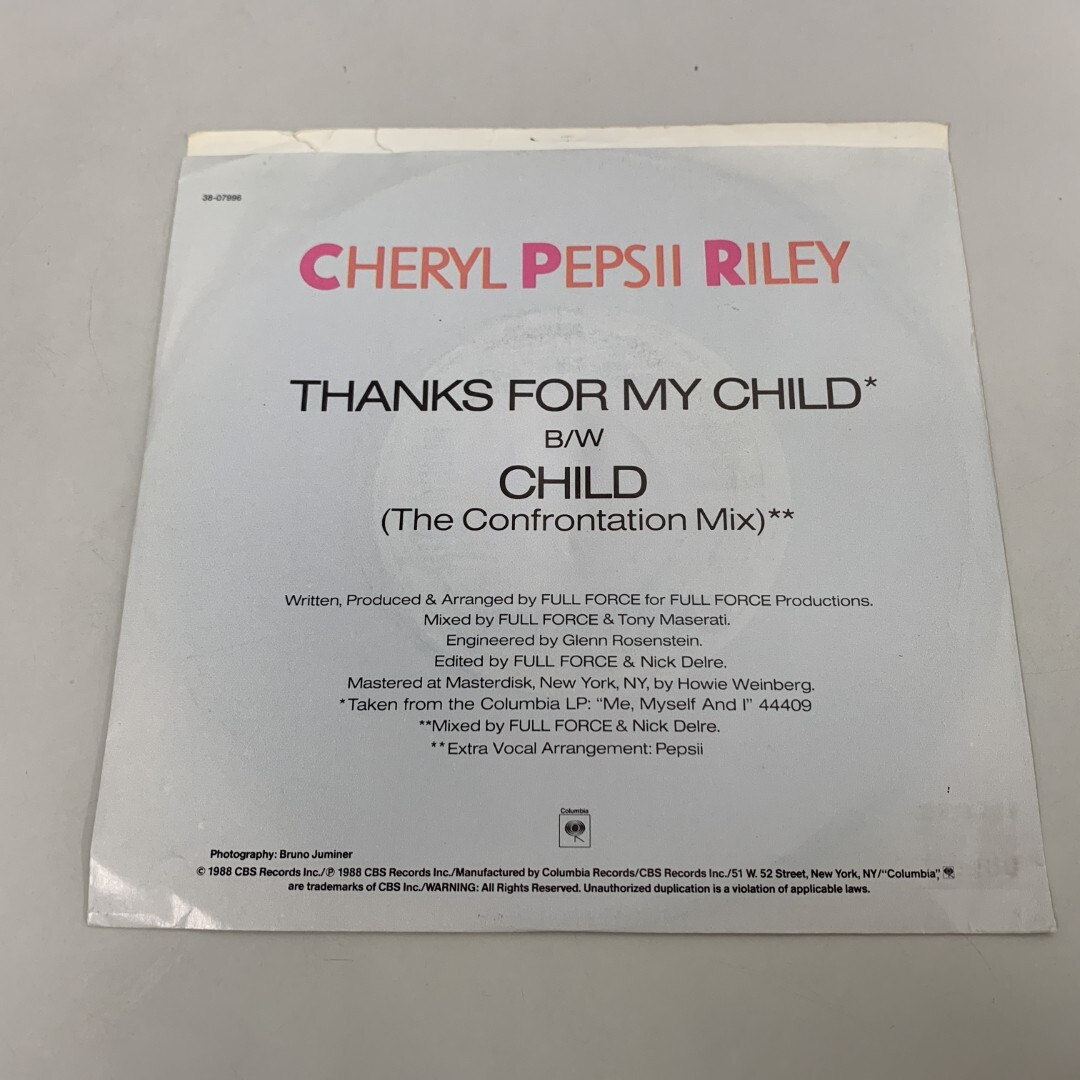 38-07996
CHERYL PEPSII RILEY
THANKS FOR MY CHILD*
B/W
CHILD
(The Confrontation Mix)**
Written, Produced & Arranged by FULL FORCE for FULL FORCE Productions.
Mixed by FULL FORCE & Tony Maserati.
Engineered by Glenn Rosenstein.
Edited by FULL FORCE & Nick Delre.
Mastered at Masterdisk, New York, NY, by Howie Weinberg.
*Taken from the Columbia LP: “Me, Myself And I” 44409
**Mixed by FULL FORCE & Nick Delre.
**Extra Vocal Arrangement: Pepsii
Columbia
Photography: Bruno Juminer
© 1988 CBS Records Inc./℗ 1988 CBS Records Inc./Manufactured by Columbia Records/CBS Records Inc./51 W. 52 Street, New York, NY/“Columbia”,
are trademarks of CBS Inc./WARNING: All Rights Reserved. Unauthorized duplication is a violation of applicable laws.